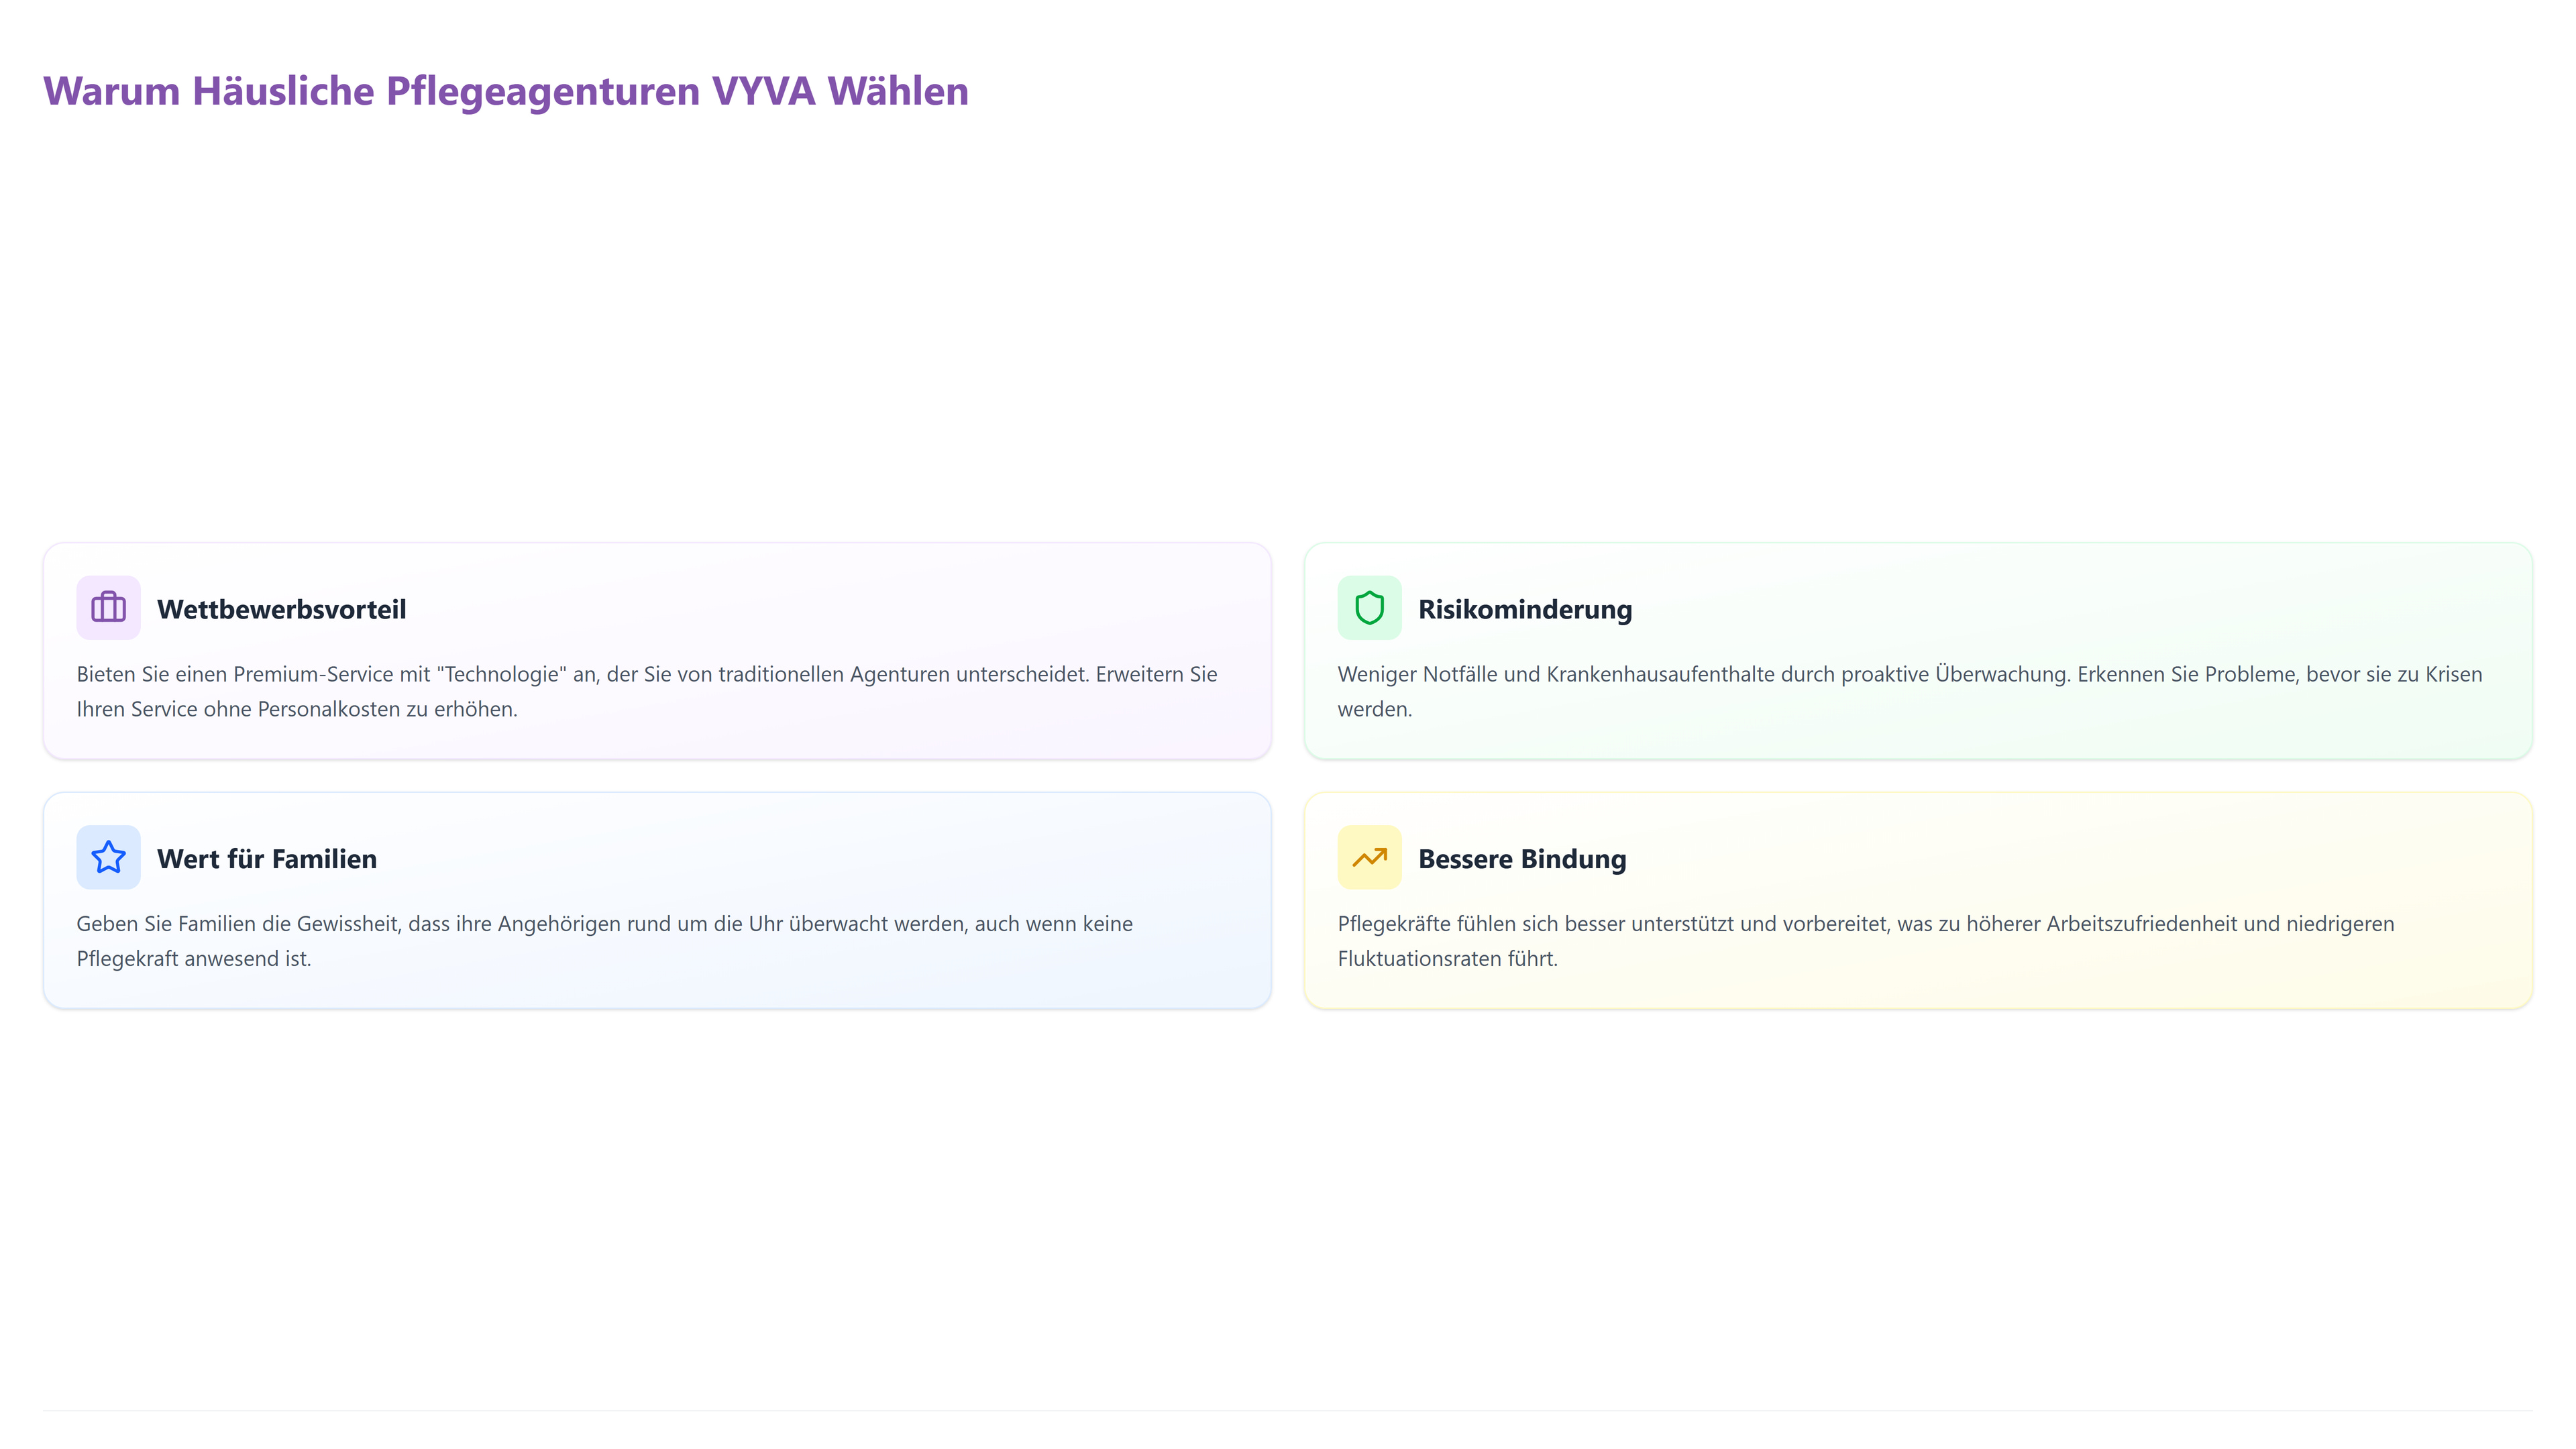 Warum Häusliche Pflegeagenturen VYVA Wählen
Wettbewerbsvorteil
Bieten Sie einen Premium-Service mit "Technologie" an, der Sie von traditionellen Agenturen unterscheidet. Erweitern Sie
Ihren Service ohne Personalkosten zu erhöhen.
Risikominderung
Weniger Notfälle und Krankenhausaufenthalte durch proaktive Überwachung. Erkennen Sie Probleme, bevor sie zu Krisen
werden.
Wert für Familien
Geben Sie Familien die Gewissheit, dass ihre Angehörigen rund um die Uhr überwacht werden, auch wenn keine
Pflegekraft anwesend ist.
Bessere Bindung
Pflegekräfte fühlen sich besser unterstützt und vorbereitet, was zu höherer Arbeitszufriedenheit und niedrigeren
Fluktuationsraten führt.